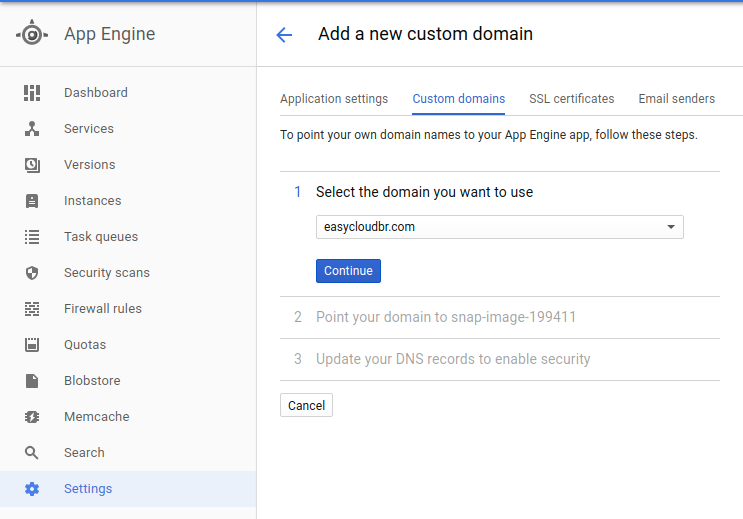 App Engine
Dashboard
Services
Versions
Instances
Task queues
Security scans
Firewall rules
Quotas
Blobstore
Memcache
Search
Settings
Add a new custom domain
Application settings Custom domains SSL certificates Email senders
To point your own domain names to your App Engine app, follow these steps.
1 Select the domain you want to use
easycloudbr.com
Continue
2 Point your domain to snap-image-199411
3 Update your DNS records to enable security
Cancel